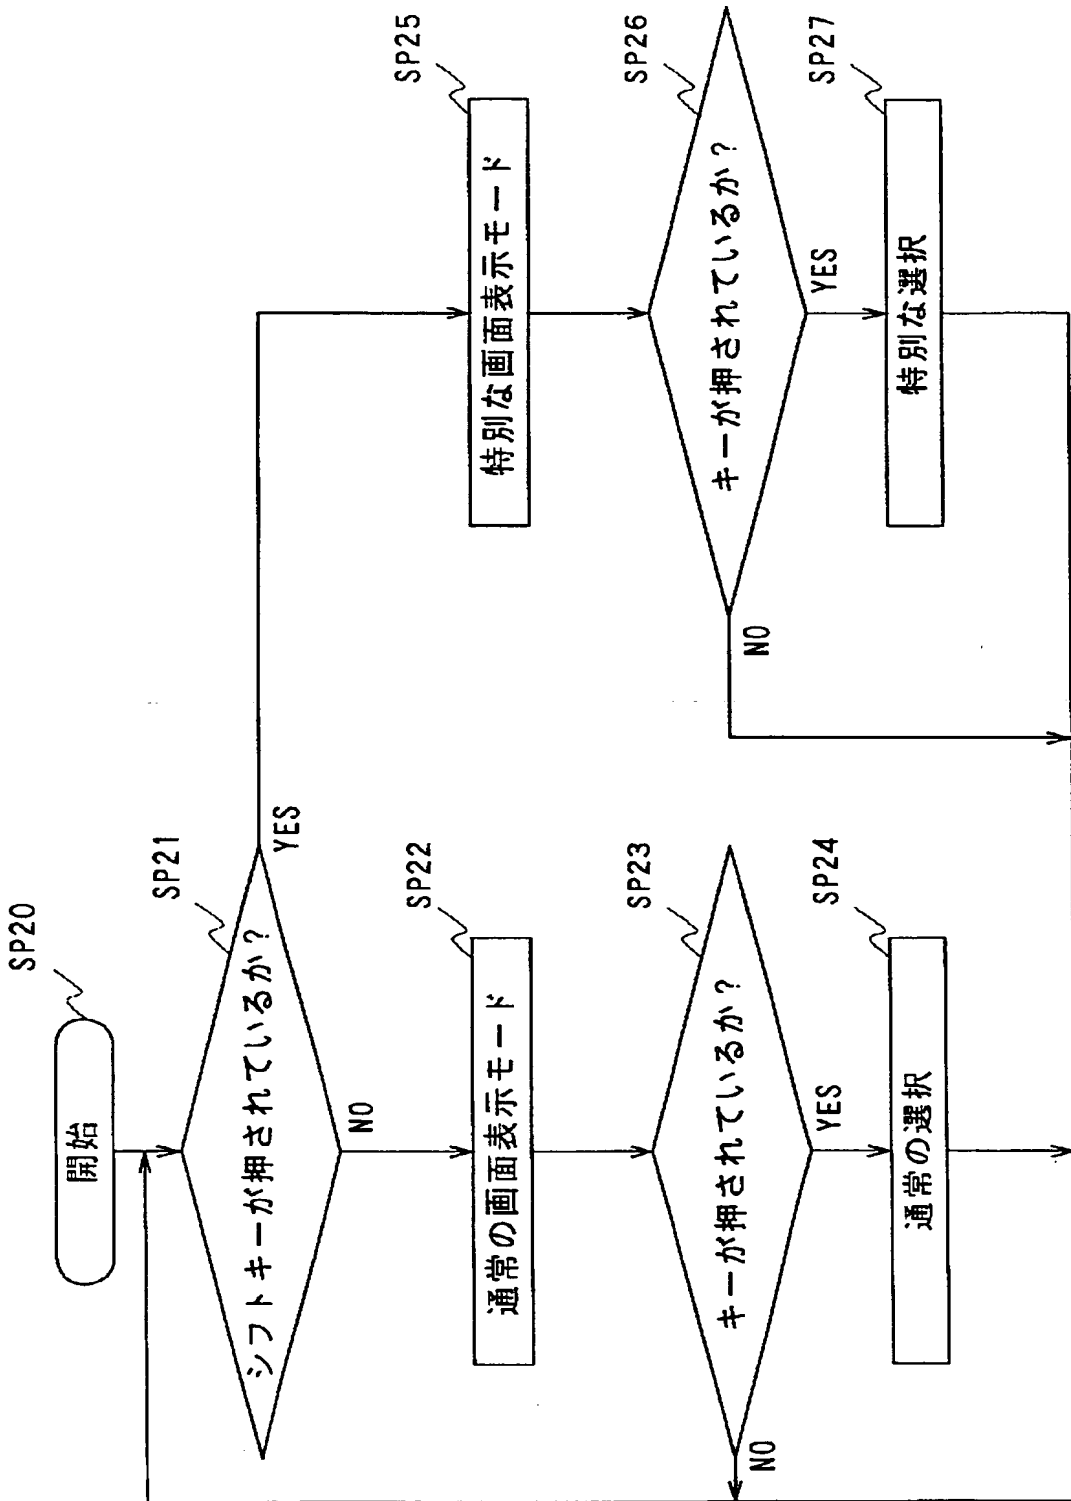 SP20
開始
SP21
シフトキーが押されているか？
YES
NO
SP22
通常の画面表示モード
SP23
キーが押されているか？
NO
YES
SP24
通常の選択
SP25
特別な画面表示モード
SP26
キーが押されているか？
NO
YES
SP27
特別な選択